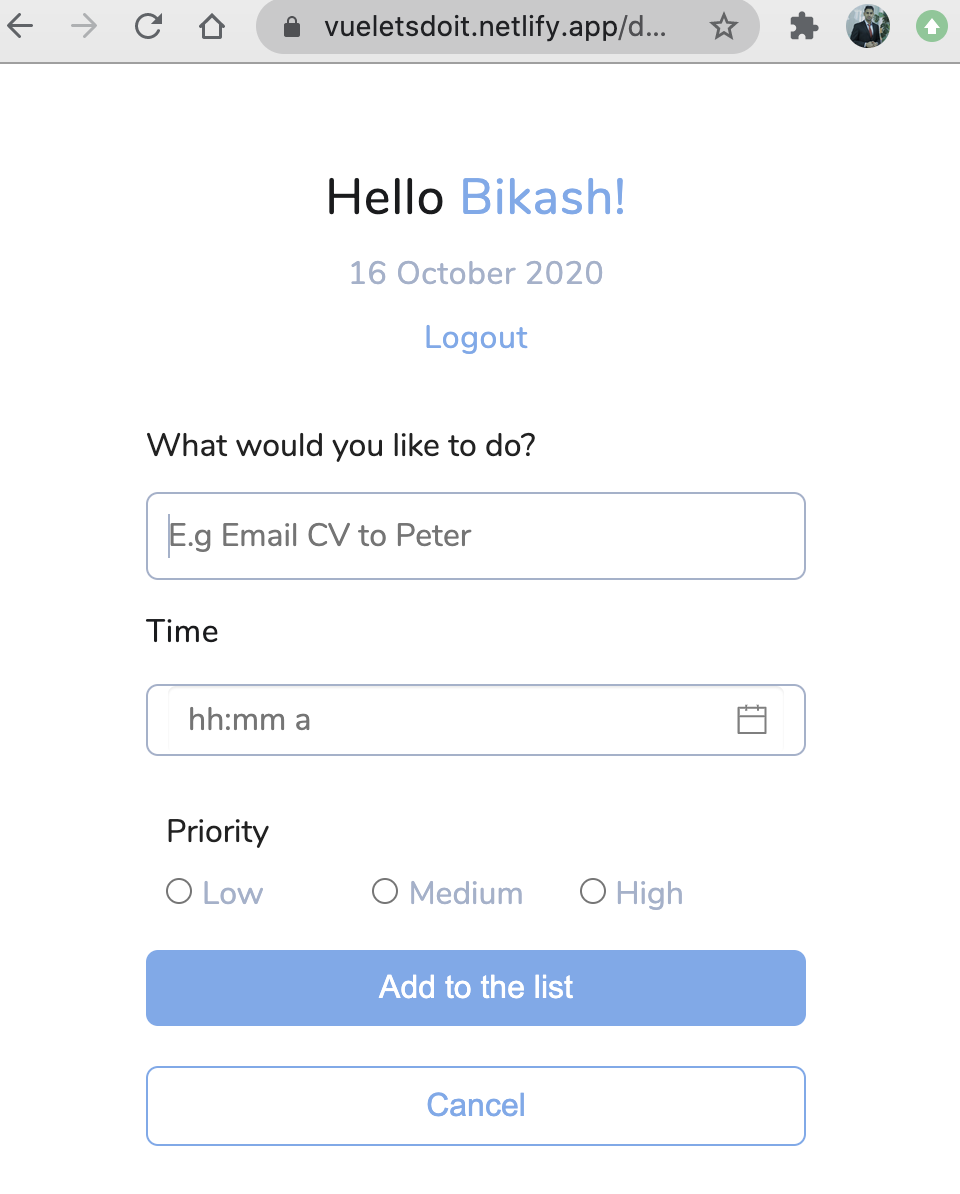 vueletsdoit.netlify.app/d...
Hello Bikash!
16 October 2020
Logout
What would you like to do?
E.g Email CV to Peter
Time
hh:mm a
Priority
Low Medium High
Add to the list
Cancel